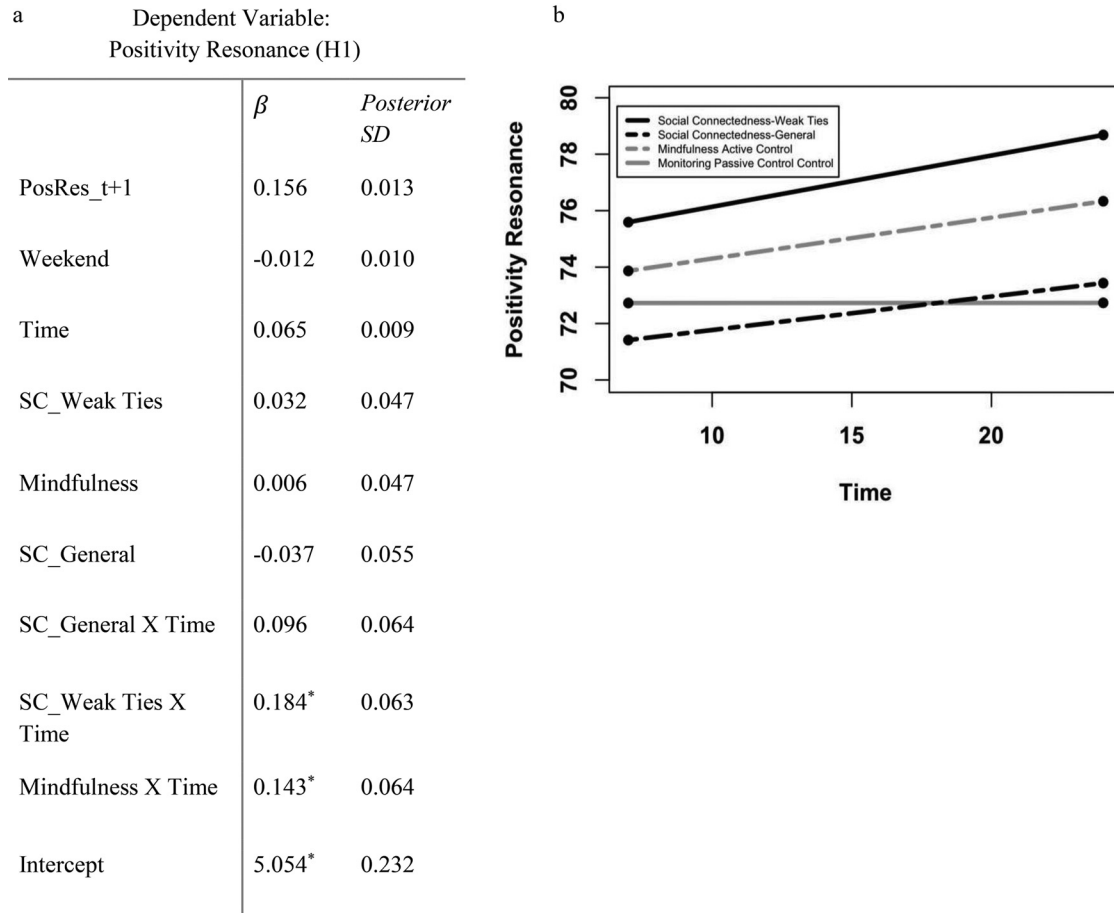 a
Dependent Variable:
Positivity Resonance (H1)
β Posterior
SD
PosRes_t+1 0.156 0.013
Weekend -0.012 0.010
Time 0.065 0.009
SC_Weak Ties 0.032 0.047
Mindfulness 0.006 0.047
SC_General -0.037 0.055
SC_General X Time 0.096 0.064
SC_Weak Ties X 0.184* 0.063
Time
Mindfulness X Time 0.143* 0.064
Intercept 5.054* 0.232
b
Social Connectedness-Weak Ties
Social Connectedness-General
Mindfulness Active Control
Monitoring Passive Control Control
Positivity Resonance
80
78
76
74
72
70
10 15 20
Time